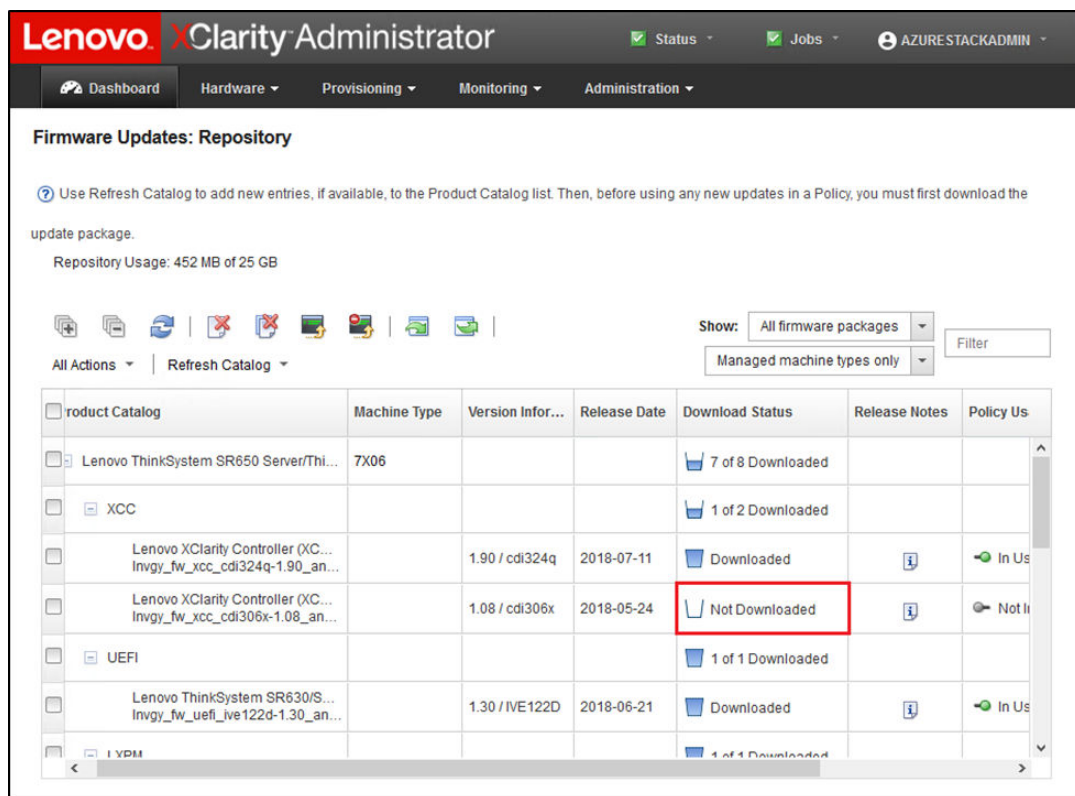 Lenovo. XClarity Administrator
Status
Jobs
AZURESTACKADMIN
Dashboard Hardware Provisioning Monitoring Administration
Firmware Updates: Repository
Use Refresh Catalog to add new entries, if available, to the Product Catalog list. Then, before using any new updates in a Policy, you must first download the
update package.
Repository Usage: 452 MB of 25 GB
Show: All firmware packages
Filter
All Actions Refresh Catalog
Managed machine types only
roduct Catalog Machine Type Version Infor... Release Date Download Status Release Notes Policy Us
Lenovo ThinkSystem SR650 Server/Thi... 7X06 7 of 8 Downloaded
XCC 1 of 2 Downloaded
Lenovo XClarity Controller (XC...
lnvgy_fw_xcc_cdi324q-1.90_an... 1.90 / cdi324q 2018-07-11 Downloaded In Us
Lenovo XClarity Controller (XC...
lnvgy_fw_xcc_cdi306x-1.08_an... 1.08 / cdi306x 2018-05-24 Not Downloaded Not I
UEFI 1 of 1 Downloaded
Lenovo ThinkSystem SR630/S...
lnvgy_fw_uefi_ive122d-1.30_an... 1.30 / IVE122D 2018-06-21 Downloaded In Us
LXPM 1 of 1 Downloaded